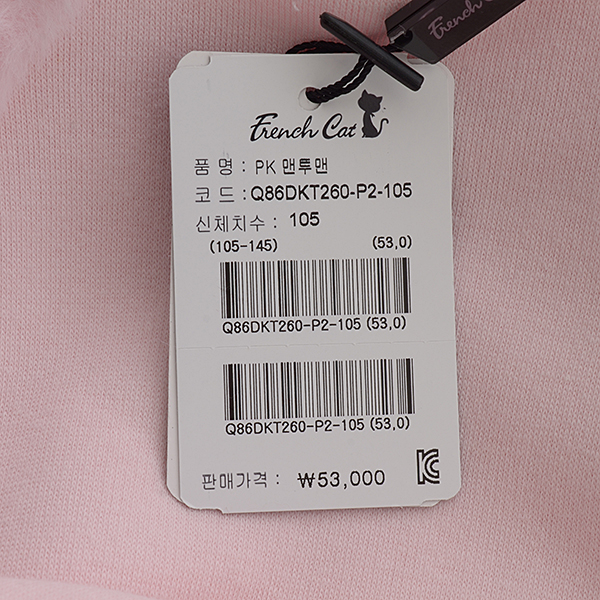 French Cat
French Cat
품 명 : PK 맨투맨
코 드 : Q86DKT260-P2-105
신체치수 : 105
(105-145) (53,0)
Q86DKT260-P2-105 (53,0)
Q86DKT260-P2-105 (53,0)
판매가격 : ₩53,000